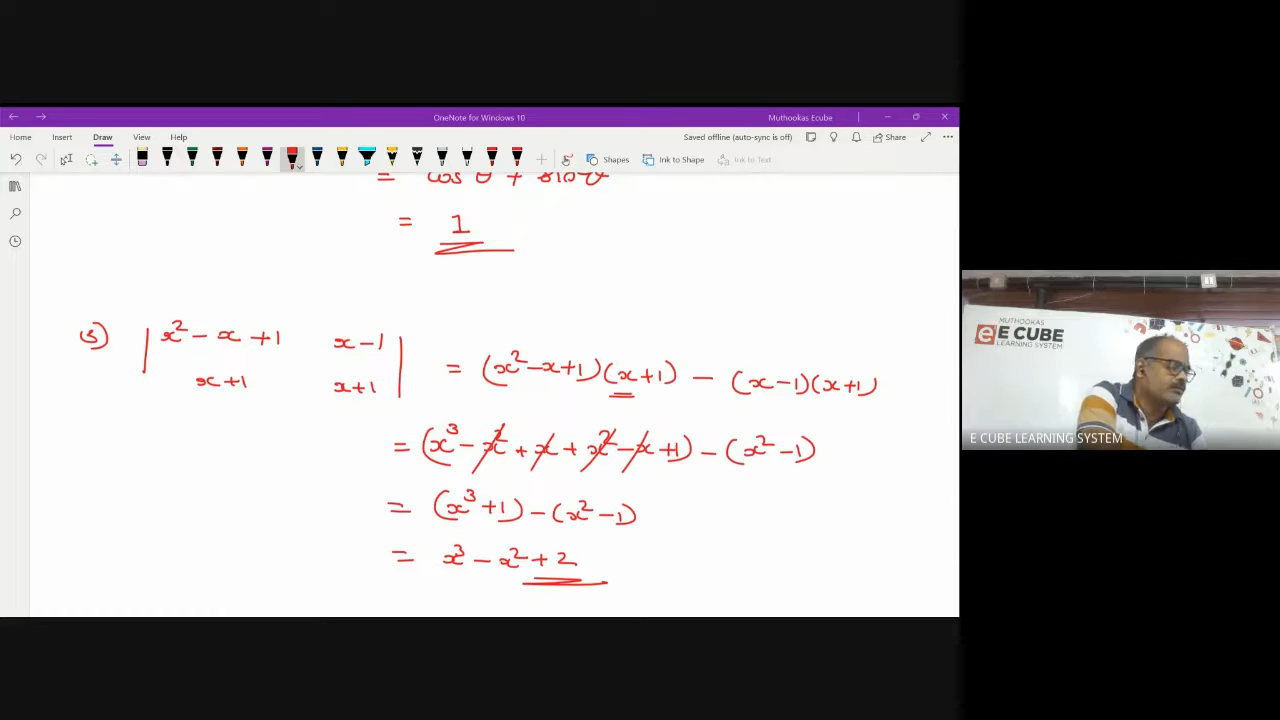 OneNote for Windows 10
Muthookas Ecube
Home Insert Draw View Help
Saved offline (auto-sync is off)
Share
Shapes
Ink to Shape
Ink to Text
= cos²θ + sin²θ
= 1
| x² - x + 1   x - 1 |
| x + 1   x + 1 |
= (x² - x + 1)(x + 1) - (x - 1)(x + 1)
= (x³ - x² + x + x² - x + 1) - (x² - 1)
= (x³ + 1) - (x² - 1)
= x³ - x² + 2
MUTHOOKAS
E CUBE
LEARNING SYSTEM
E CUBE LEARNING SYSTEM